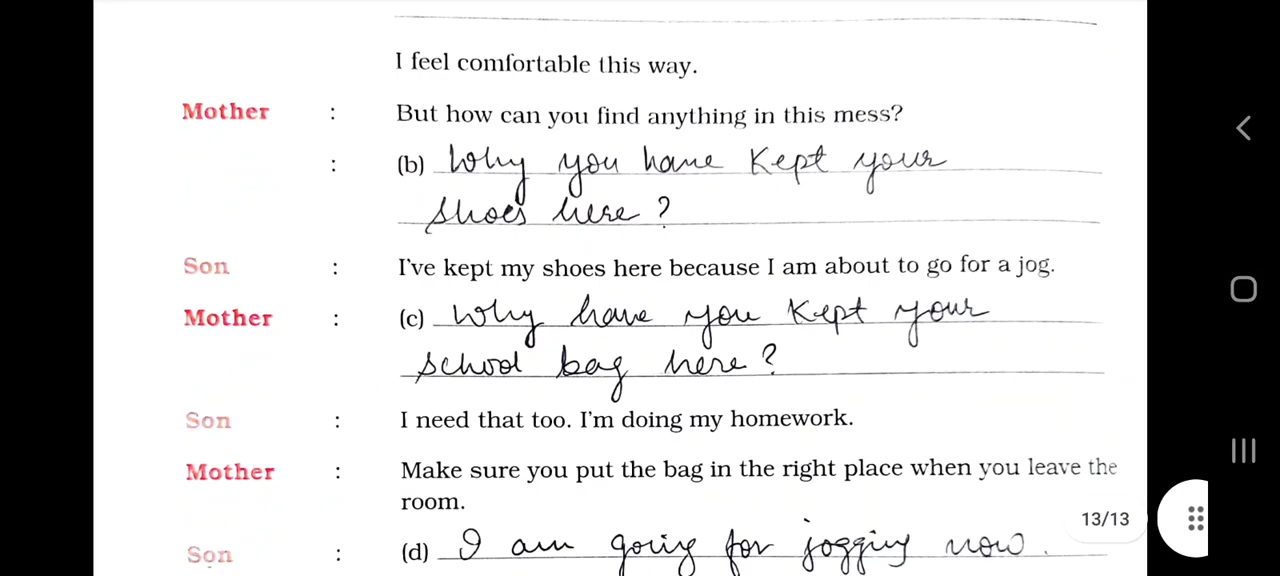 I feel comfortable this way.
Mother : But how can you find anything in this mess?
: (b) Why you have kept your
shoes here ?
Son : I've kept my shoes here because I am about to go for a jog.
Mother : (c) Why have you kept your
school bag here ?
Son : I need that too. I'm doing my homework.
Mother : Make sure you put the bag in the right place when you leave the
room.
13/13
Son : (d) I am going for jogging now .